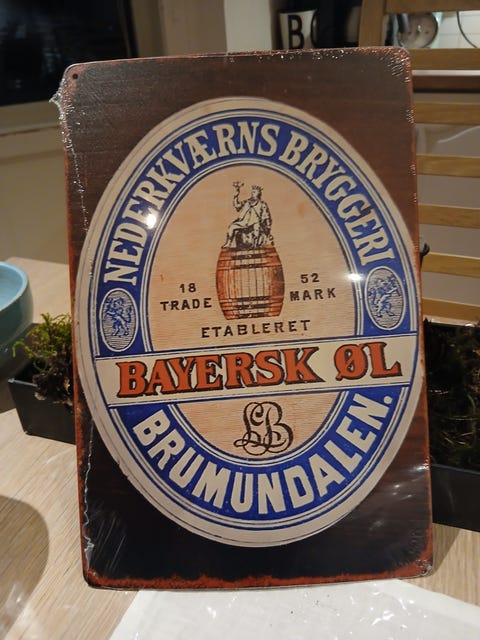 NEDERKVÆRNS BRYGGERI
18 52
TRADE MARK
ETABLERET
BAYERSK ØL
LB
BRUMUNDALEN.
B